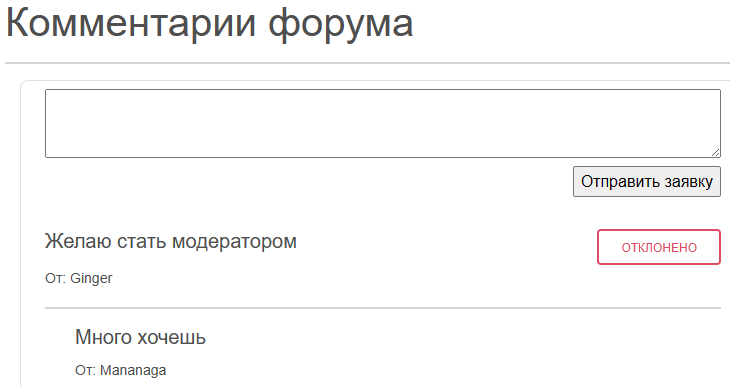 Комментарии форума
Отправить заявку
Желаю стать модератором
ОТКЛОНЕНО
От: Ginger
Много хочешь
От: Mananaga